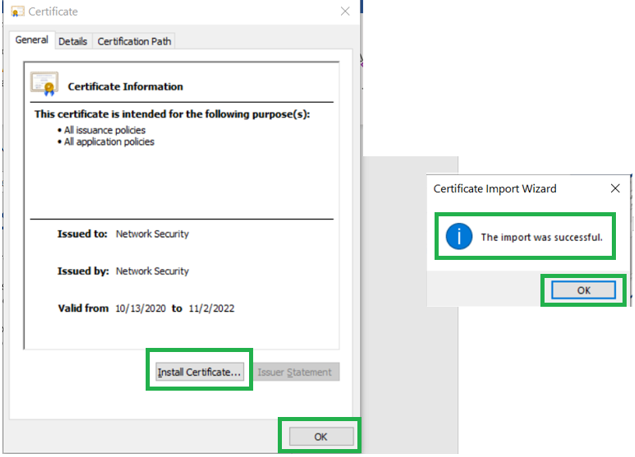 Certificate
General Details Certification Path
Certificate Information
This certificate is intended for the following purpose(s):
• All issuance policies
• All application policies
Issued to: Network Security
Issued by: Network Security
Valid from 10/13/2020 to 11/2/2022
Install Certificate... Issuer Statement
OK
Certificate Import Wizard
The import was successful.
OK